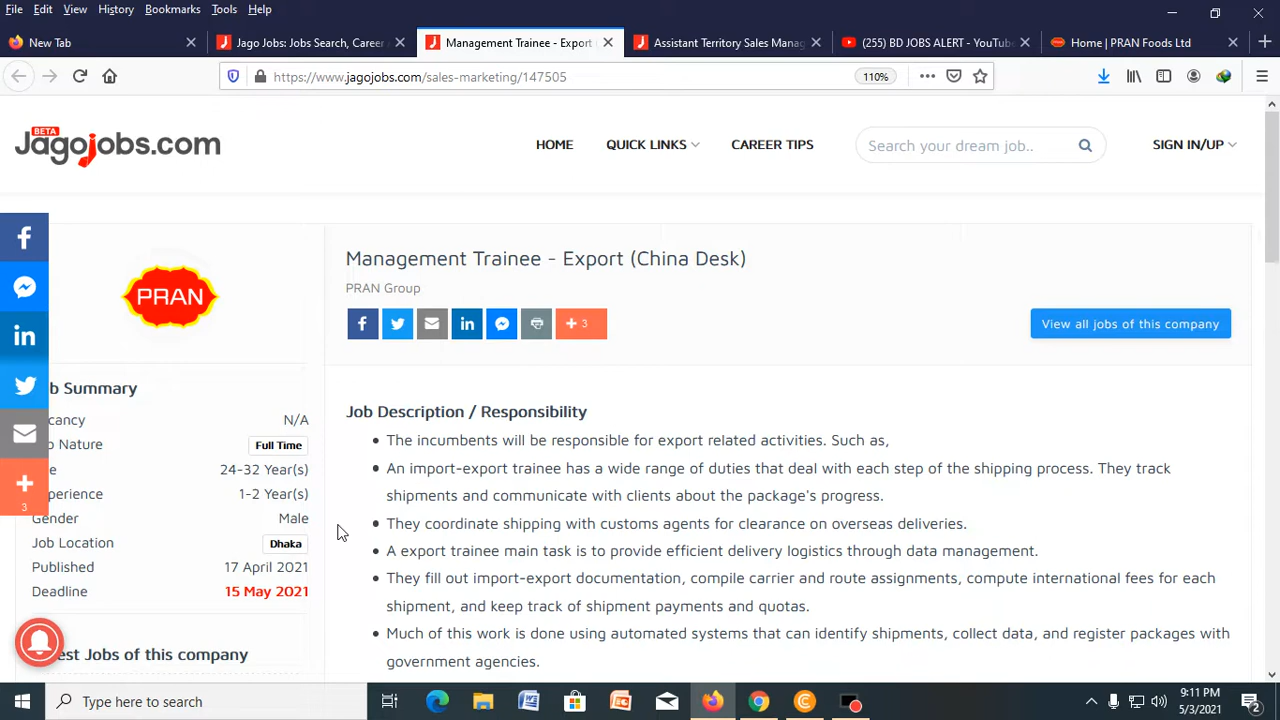 File Edit View History Bookmarks Tools Help
New Tab
Jago Jobs: Jobs Search, Career
Management Trainee - Export
Assistant Territory Sales Manag
(255) BD JOBS ALERT - YouTube
Home | PRAN Foods Ltd
https://www.jagojobs.com/sales-marketing/147505
110%
BETA
Jagojobs.com
HOME
QUICK LINKS
CAREER TIPS
Search your dream job..
SIGN IN/UP
PRAN
Management Trainee - Export (China Desk)
PRAN Group
3
View all jobs of this company
b Summary
cancy N/A
b Nature Full Time
e 24-32 Year(s)
perience 1-2 Year(s)
Gender Male
Job Location Dhaka
Published 17 April 2021
Deadline 15 May 2021
est Jobs of this company
3
Job Description / Responsibility
The incumbents will be responsible for export related activities. Such as,
An import-export trainee has a wide range of duties that deal with each step of the shipping process. They track
shipments and communicate with clients about the package's progress.
They coordinate shipping with customs agents for clearance on overseas deliveries.
A export trainee main task is to provide efficient delivery logistics through data management.
They fill out import-export documentation, compile carrier and route assignments, compute international fees for each
shipment, and keep track of shipment payments and quotas.
Much of this work is done using automated systems that can identify shipments, collect data, and register packages with
government agencies.
Type here to search
9:11 PM
5/3/2021
2